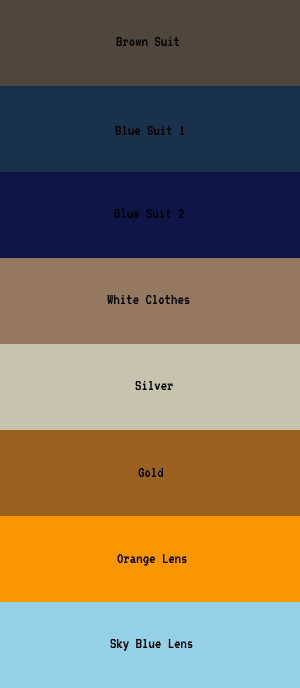 Brown Suit
Blue Suit 1
Blue Suit 2
White Clothes
Silver
Gold
Orange Lens
Sky Blue Lens